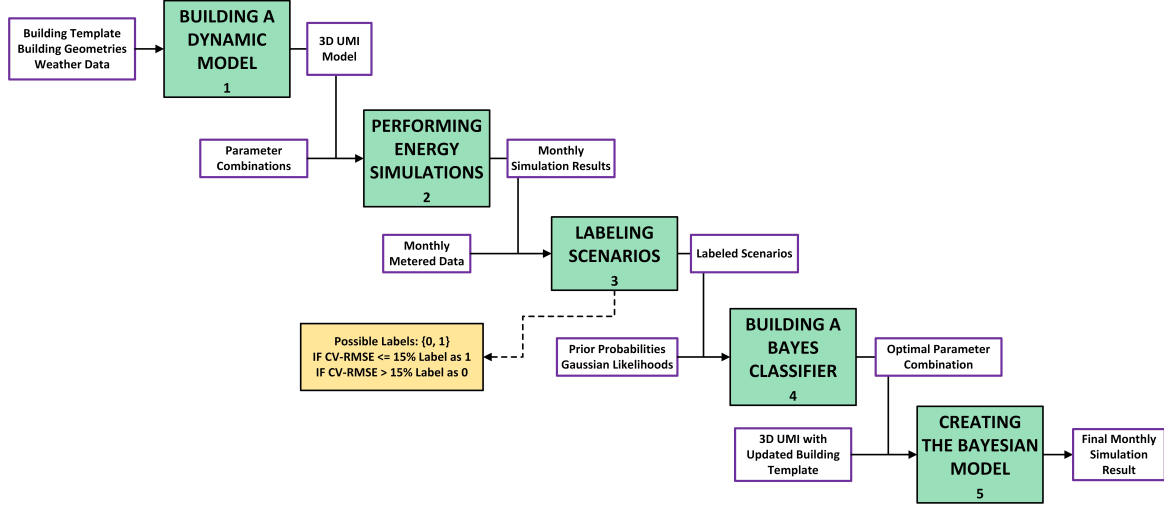 Building Template
Building Geometries
Weather Data
BUILDING A
DYNAMIC
MODEL
1
3D UMI
Model
Parameter
Combinations
PERFORMING
ENERGY
SIMULATIONS
2
Monthly
Simulation Results
Monthly
Metered Data
LABELING
SCENARIOS
3
Labeled Scenarios
Possible Labels: {0, 1}
IF CV-RMSE <= 15% Label as 1
IF CV-RMSE > 15% Label as 0
Prior Probabilities
Gaussian Likelihoods
BUILDING A
BAYES
CLASSIFIER
4
Optimal Parameter
Combination
3D UMI with
Updated Building
Template
CREATING
THE BAYESIAN
MODEL
5
Final Monthly
Simulation
Result